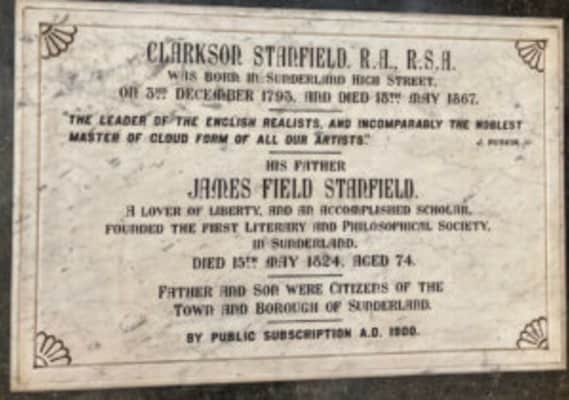 CLARKSON STANFIELD. R.A., R.S.A.
WAS BORN IN SUNDERLAND HIGH STREET,
ON 3RD DECEMBER 1793, AND DIED 18TH MAY 1867.
"THE LEADER OF THE ENGLISH REALISTS, AND INCOMPARABLY THE NOBLEST
MASTER OF CLOUD FORM OF ALL OUR ARTISTS."
J. RUSKIN.
HIS FATHER
JAMES FIELD STANFIELD.
A LOVER OF LIBERTY, AND AN ACCOMPLISHED SCHOLAR,
FOUNDED THE FIRST LITERARY AND PHILOSOPHICAL SOCIETY,
IN SUNDERLAND.
DIED 15TH MAY 1824, AGED 74.
FATHER AND SON WERE CITIZENS OF THE
TOWN AND BOROUGH OF SUNDERLAND.
BY PUBLIC SUBSCRIPTION A.D. 1900.